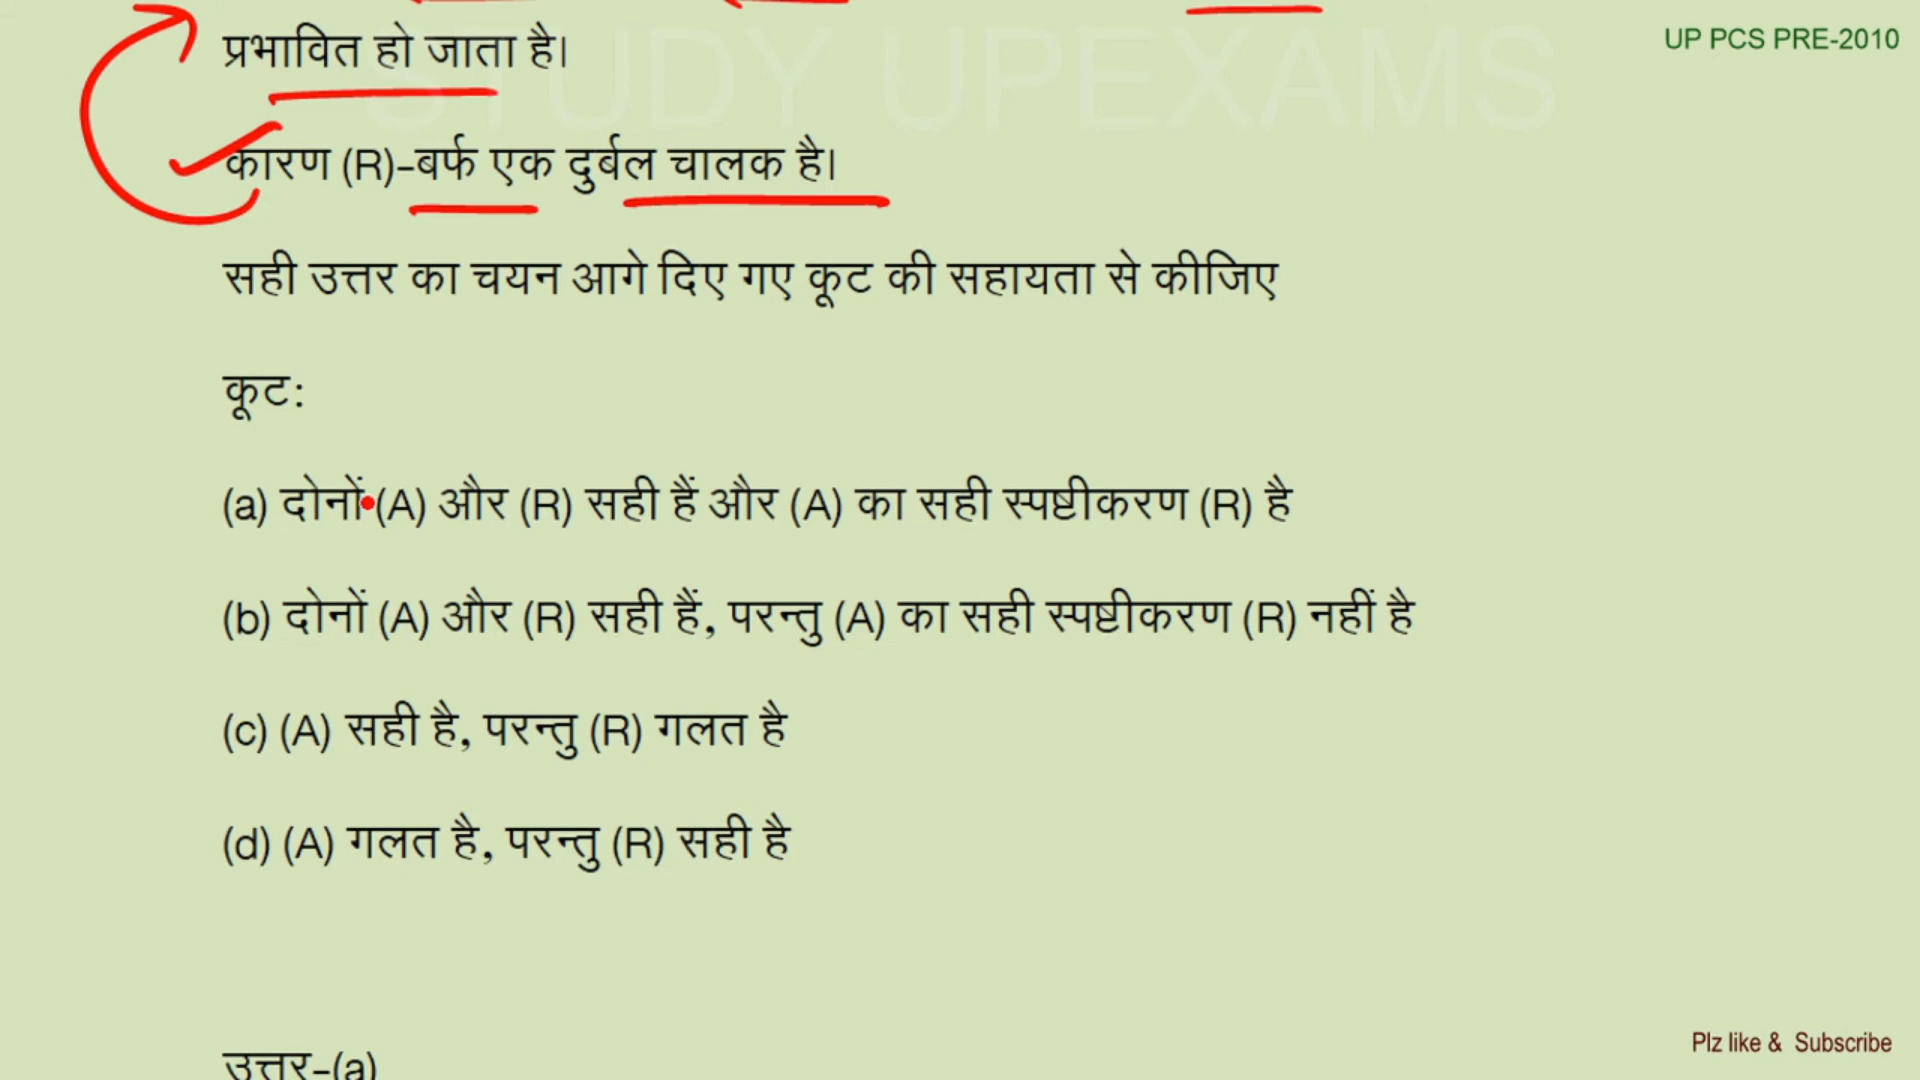 UP PCS PRE-2010
STUDY UPEXAMS
प्रभावित हो जाता है।
कारण (R)-बर्फ एक दुर्बल चालक है।
सही उत्तर का चयन आगे दिए गए कूट की सहायता से कीजिए
कूट:
(a) दोनों (A) और (R) सही हैं और (A) का सही स्पष्टीकरण (R) है
(b) दोनों (A) और (R) सही हैं, परन्तु (A) का सही स्पष्टीकरण (R) नहीं है
(c) (A) सही है, परन्तु (R) गलत है
(d) (A) गलत है, परन्तु (R) सही है
Plz like & Subscribe
उत्तर-(a)